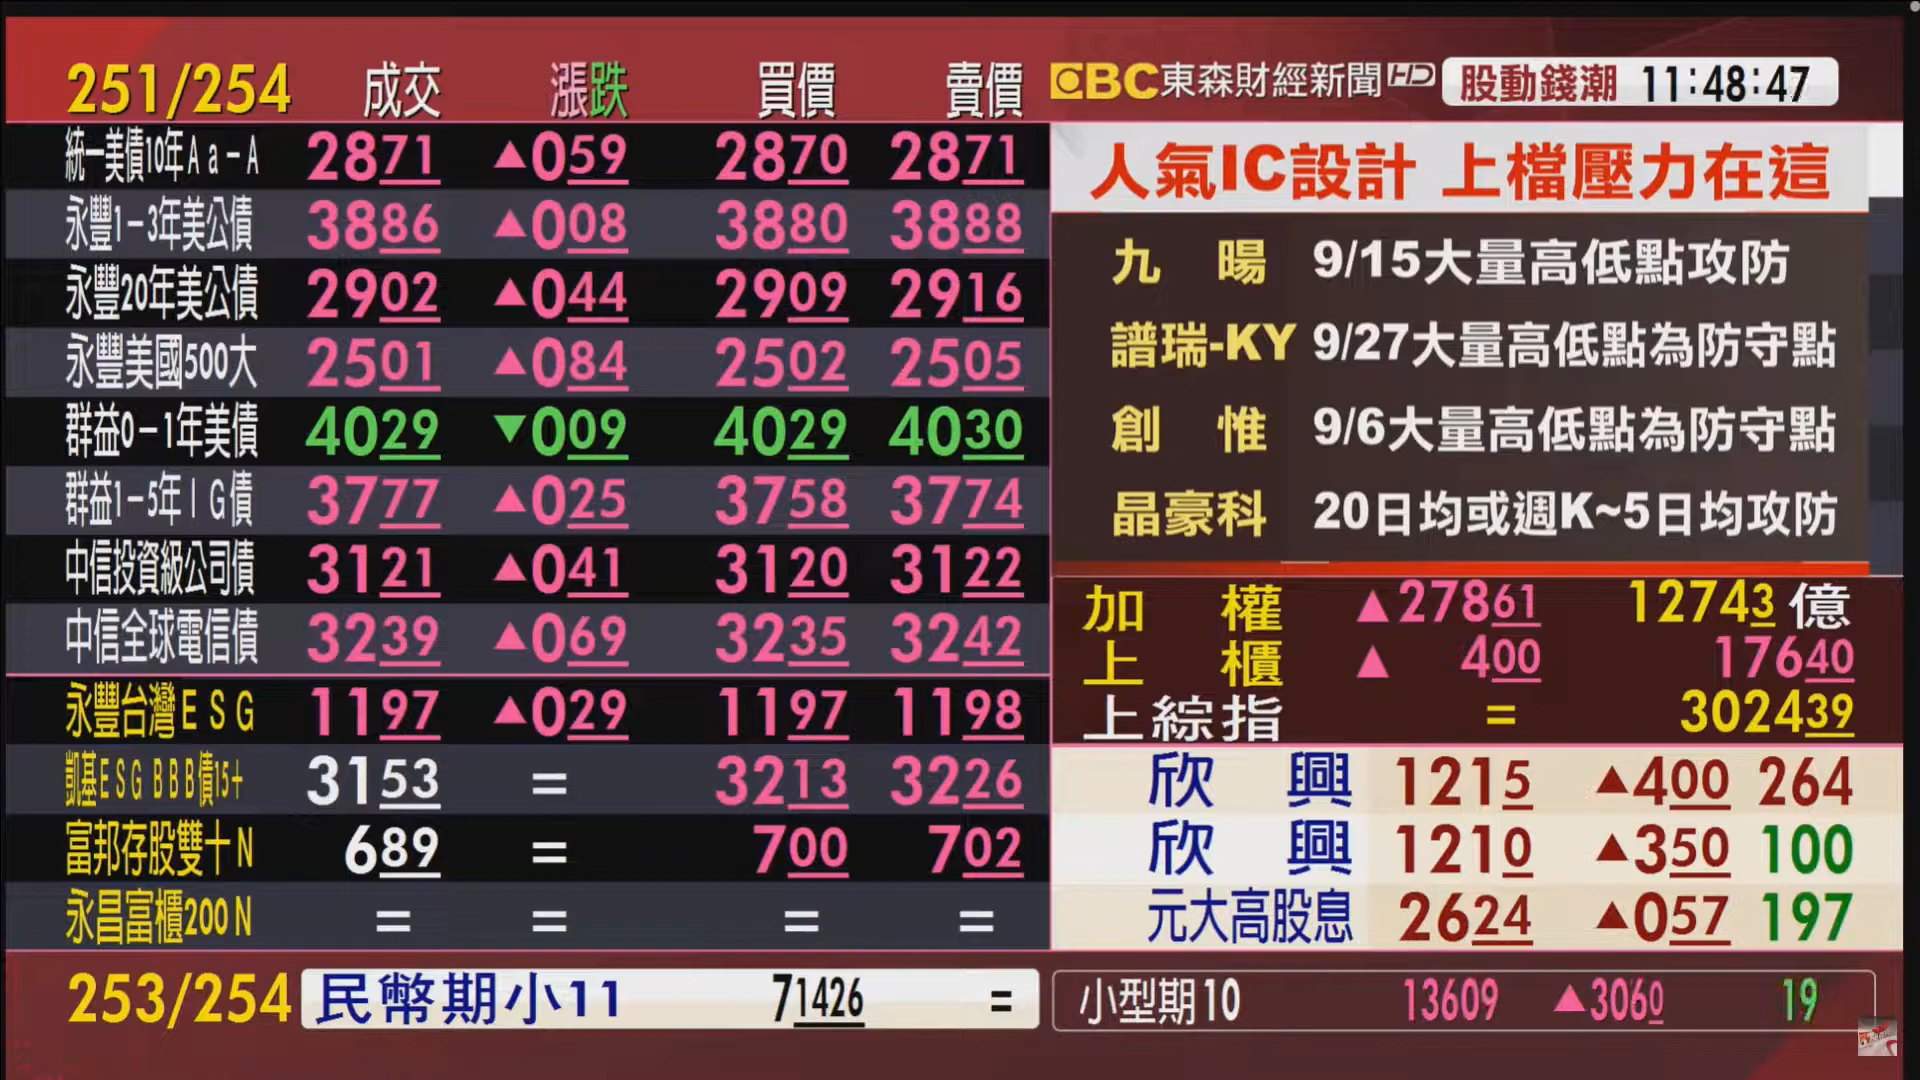 251/254 成交 漲跌 買價 賣價
統一美債10年Aa-A 2871 ▲059 2870 2871
永豐1-3年美公債 3886 ▲008 3880 3888
永豐20年美公債 2902 ▲044 2909 2916
永豐美國500大 2501 ▲084 2502 2505
群益0-1年美債 4029 ▼009 4029 4030
群益1-5年IG債 3777 ▲025 3758 3774
中信投資級公司債 3121 ▲041 3120 3122
中信全球電信債 3239 ▲069 3235 3242
永豐台灣ESG 1197 ▲029 1197 1198
凱基ESG BBB債15+ 3153 = 3213 3226
富邦存股雙十N 689 = 700 702
永昌富櫃200N = = = =
253/254 民幣期小11 71426 =
EBC東森財經新聞HD 股動錢潮 11:48:47
人氣IC設計 上檔壓力在這
九暘 9/15大量高低點攻防
譜瑞-KY 9/27大量高低點為防守點
創惟 9/6大量高低點為防守點
晶豪科 20日均或週K~5日均攻防
加權 ▲27861 12743億
上櫃 ▲400 17640
上綜指 = 302439
欣興 1215 ▲400 264
欣興 1210 ▲350 100
元大高股息 2624 ▲057 197
小型期10 13609 ▲3060 19